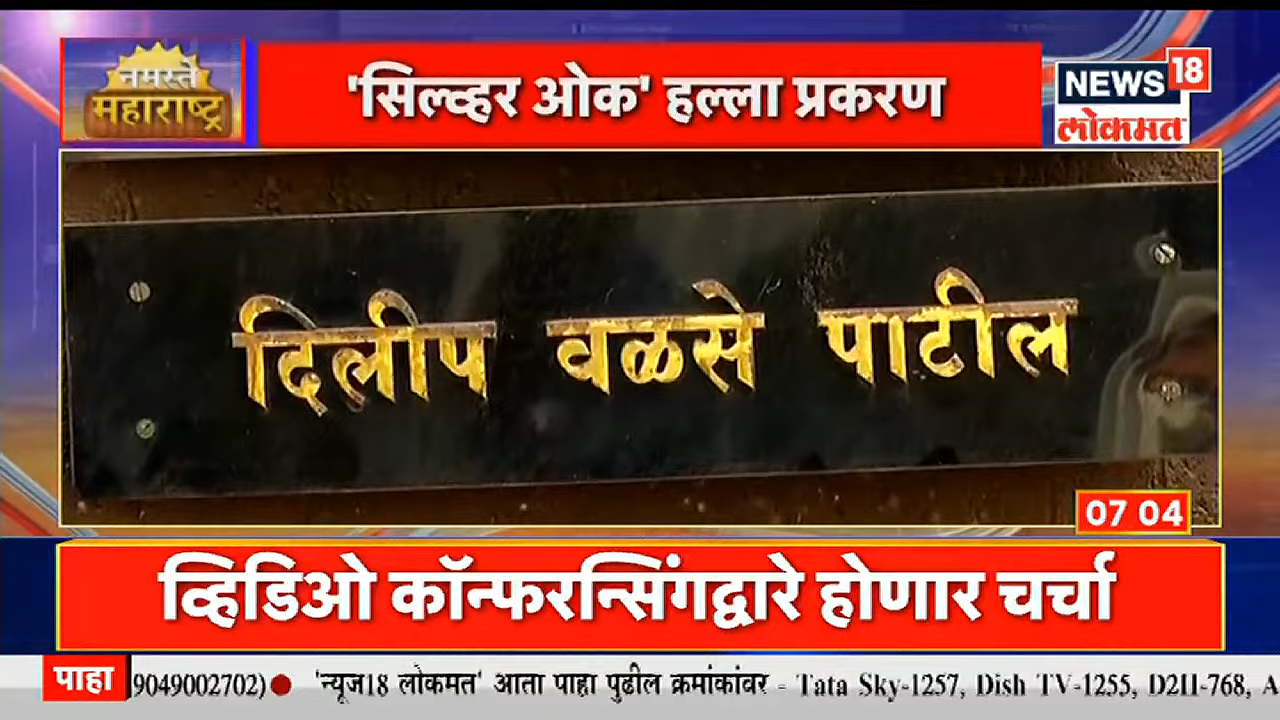 नमस्ते
महाराष्ट्र
'सिल्व्हर ओक' हल्ला प्रकरण
NEWS 18
लोकमत
दिलीप वळसे पाटील
07 04
व्हिडिओ कॉन्फरन्सिंगद्वारे होणार चर्चा
पाहा 9049002702) ● 'न्यूज18 लोकमत' आता पाहा पुढील क्रमांकांवर - Tata Sky-1257, Dish TV-1255, D2H-768, A